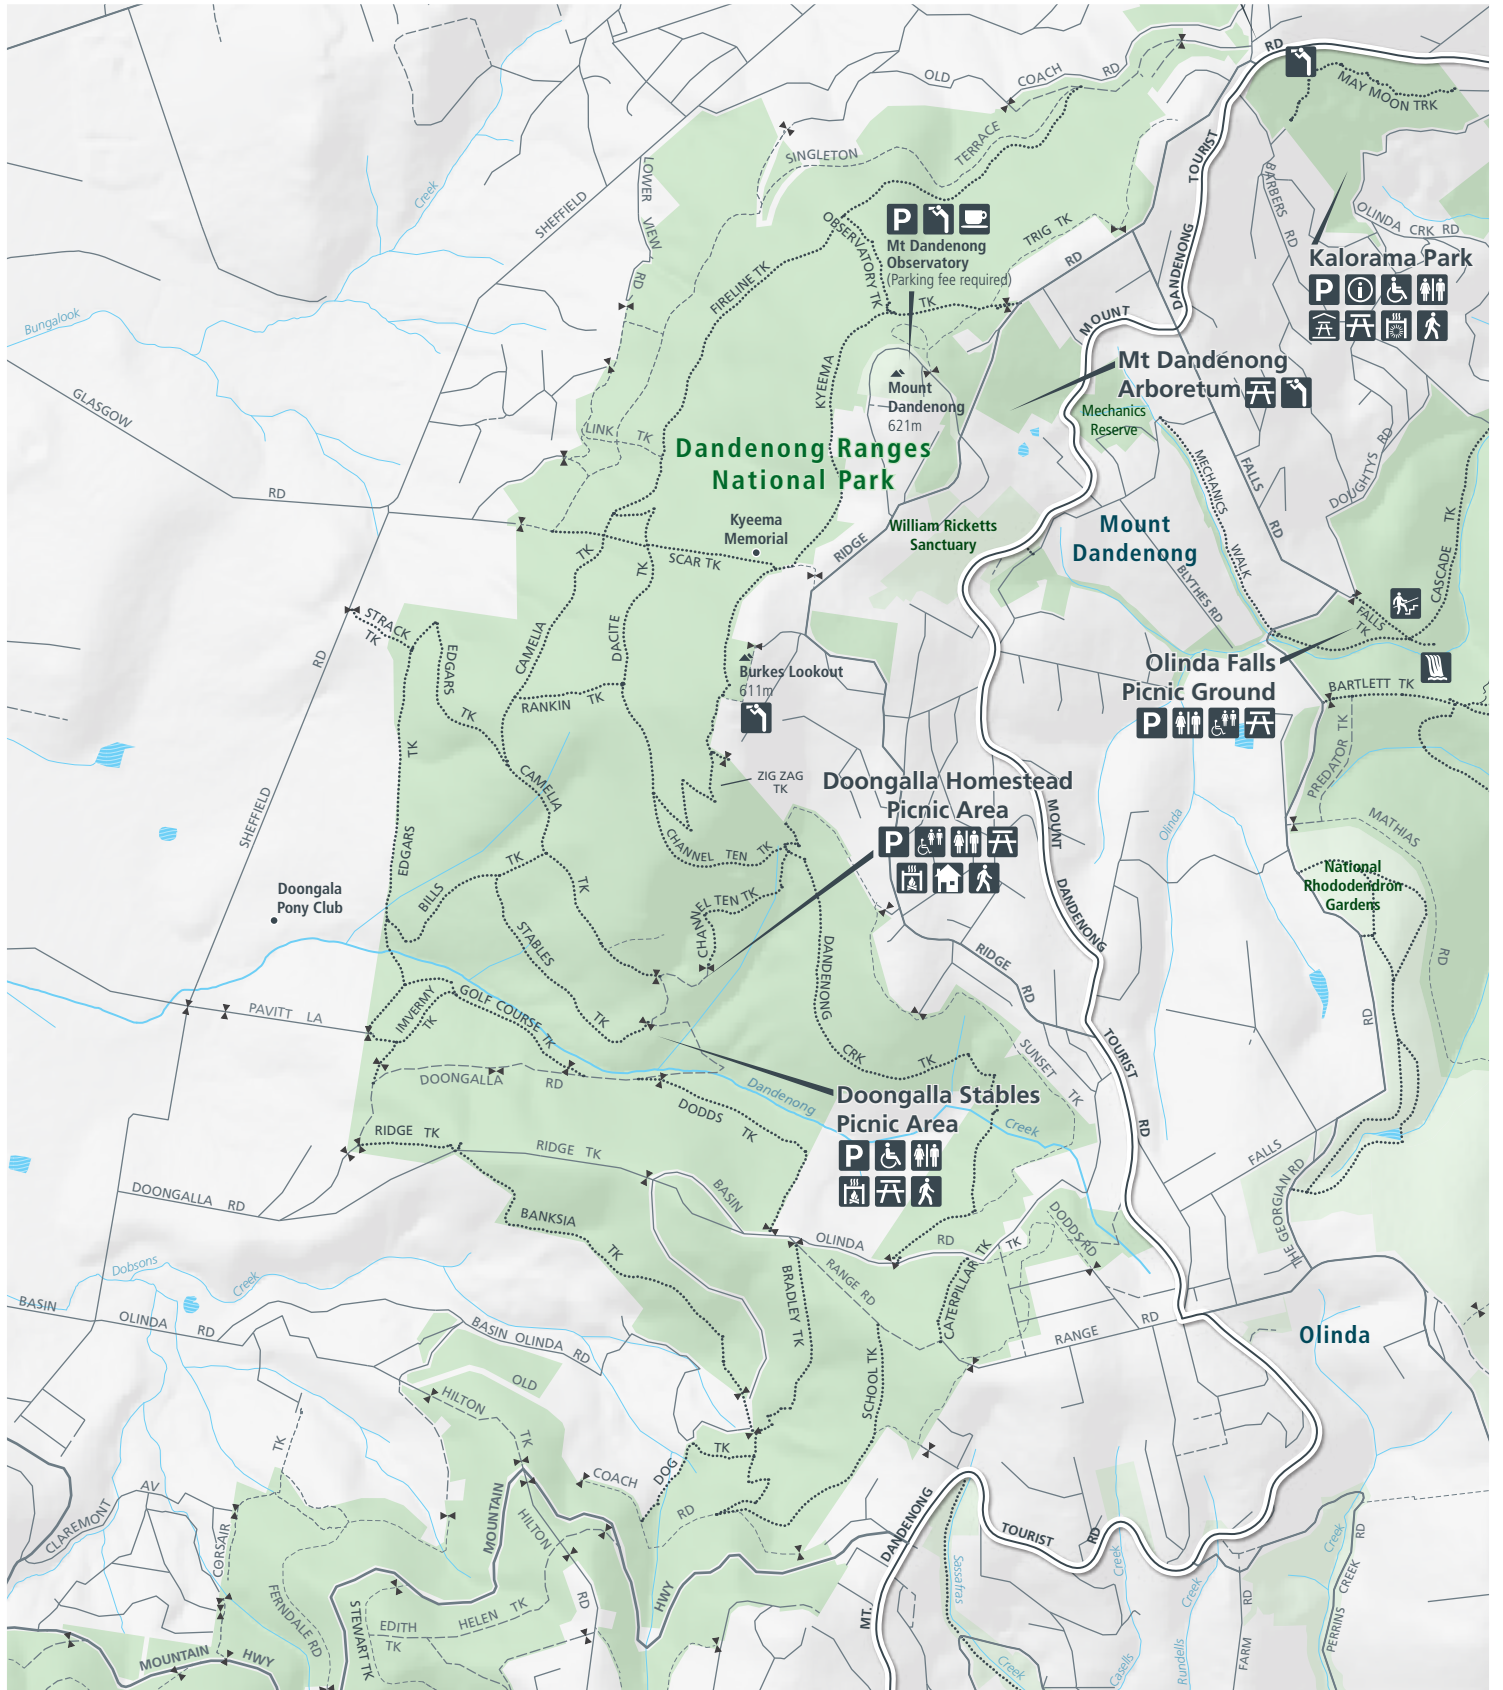 RD
OLD
COACH
RD
MAY MOON TRK
TOURIST
SINGLETON
TERRACE
LOWER VIEW RD
Creek
SHEFFIELD
BARBERS RD
OLINDA CRK RD
OBSERVATORY TK
P
Mt Dandenong
Observatory
(Parking fee required)
TRIG TK
RD
DANDENONG
Kalorama Park
P
FIRELINE TK
TK
MOUNT
Bungalook
KYEEMA
Mount
Dandenong
621m
Mt Dandenong
Arboretum
Mechanics
Reserve
GLASGOW
RD
LINK TK
Dandenong Ranges
National Park
MECHANICS
WALK
FALLS
RD
DOUGHTYS RD
CASCADE TK
Kyeema
Memorial
William Ricketts
Sanctuary
Mount
Dandenong
RIDGE
SCAR TK
TK
TK
BLYTHES RD
FALLS
TK
STRACK
TK
RD
EDGARS
TK
CAMELIA
DACITE
Burkes Lookout
611m
Olinda Falls
Picnic Ground
P
BARTLETT TK
RANKIN TK
PREDATOR TK
TK
ZIG ZAG
TK
Doongalla Homestead
Picnic Area
P
MOUNT
Olinda
MATHIAS
RD
SHEFFIELD
CAMELIA
TK
EDGARS
CHANNEL TEN TK
TK
BILLS
National
Rhododendron
Gardens
Doongala
Pony Club
CHANNEL TEN TK
DANDENONG
STABLES
TK
DANDENONG
RIDGE
RD
RD
PAVITT LA
IMVERMY
TK
GOLF COURSE TK
CRK
TK
SUNSET
TK
TOURIST
RD
DOONGALLA RD
DODDS
TK
Dandenong
Creek
Doongalla Stables
Picnic Area
P
RIDGE TK
RIDGE TK
BASIN
FALLS
THE GEORGIAN RD
DOONGALLA RD
BANKSIA
TK
OLINDA
RD
TK
DODDS RD
Dobsons
Creek
RANGE RD
BRADLEY TK
CATERPILLAR TK
BASIN
OLINDA
RD
BASIN OLINDA RD
RANGE
RD
Olinda
SCHOOL TK
OLD
HILTON
TK
TK
TK
DOG
COACH
RD
AV
CLAREMONT
CORSAIR
MOUNTAIN
HILTON
RD
DANDENONG
TOURIST
RD
Sassafras
Creek
Creek
Casells
Creek
Rundells
FARM
RD
Creek
PERRINS CREEK RD
FERNDALE RD
STEWART TK
EDITH
TK
HELEN TK
HWY
MT.
MOUNTAIN HWY